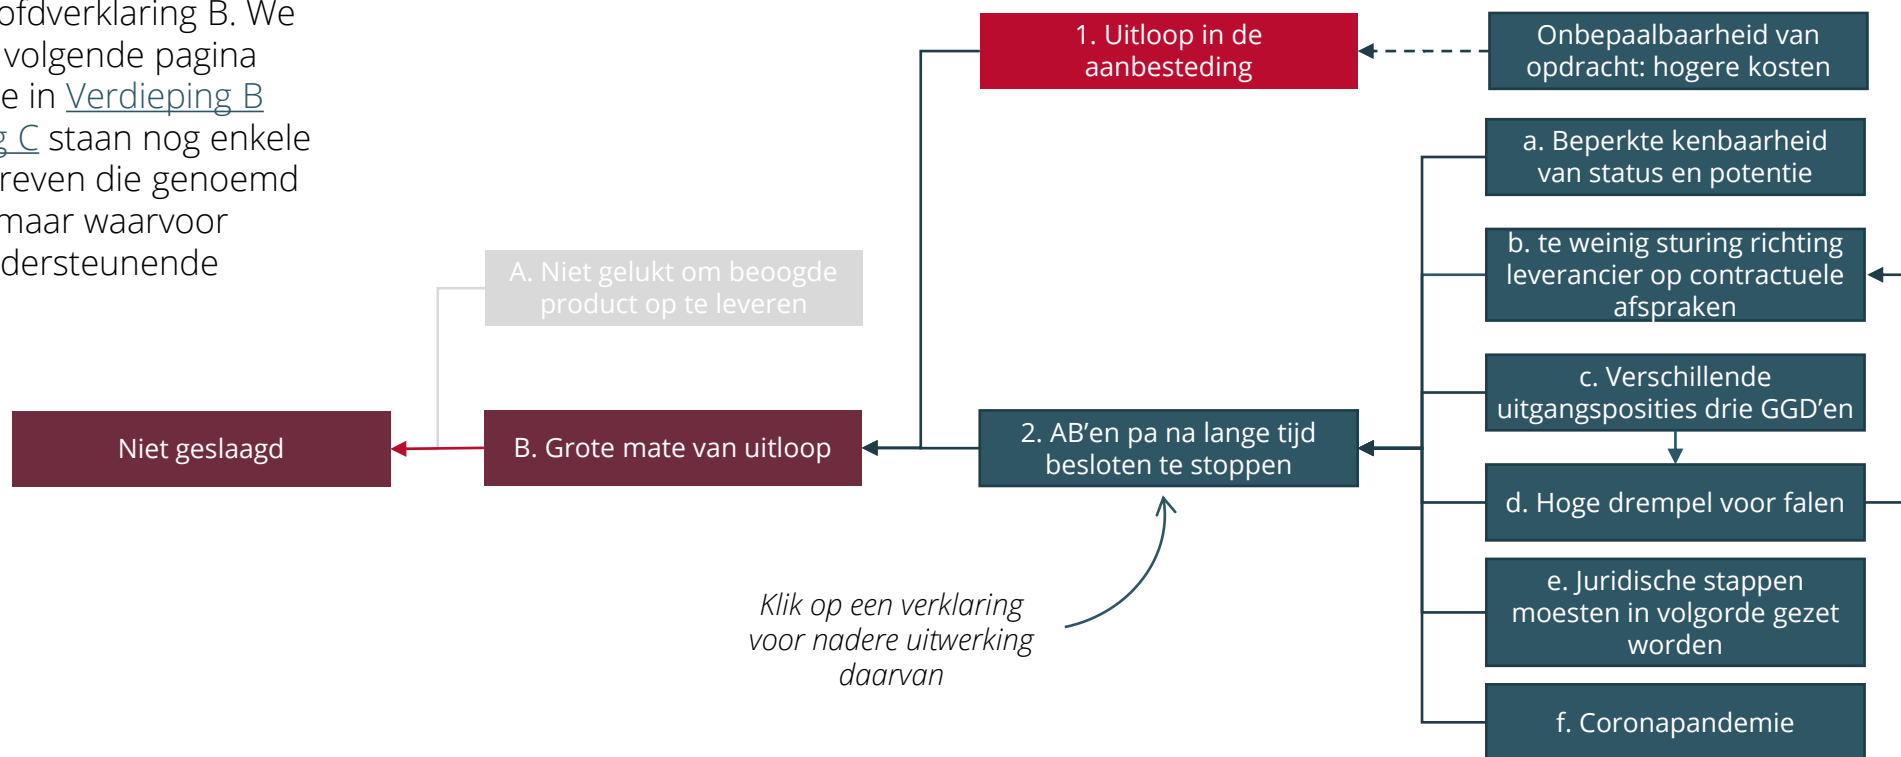 ofdverklaring B. We
volgende pagina
e in Verdieping B
g C staan nog enkele
reven die genoemd
maar waarvoor
dersteunende
1. Uitloop in de
aanbesteding
Onbepaalbaarheid van
opdracht: hogere kosten
a. Beperkte kenbaarheid
van status en potentie
A. Niet gelukt om beoogde
product op te leveren
b. te weinig sturing richting
leverancier op contractuele
afspraken
c. Verschillende
uitgangsposities drie GGD’en
Niet geslaagd
B. Grote mate van uitloop
2. AB’en pa na lange tijd
besloten te stoppen
d. Hoge drempel voor falen
e. Juridische stappen
moesten in volgorde gezet
worden
Klik op een verklaring
voor nadere uitwerking
daarvan
f. Coronapandemie